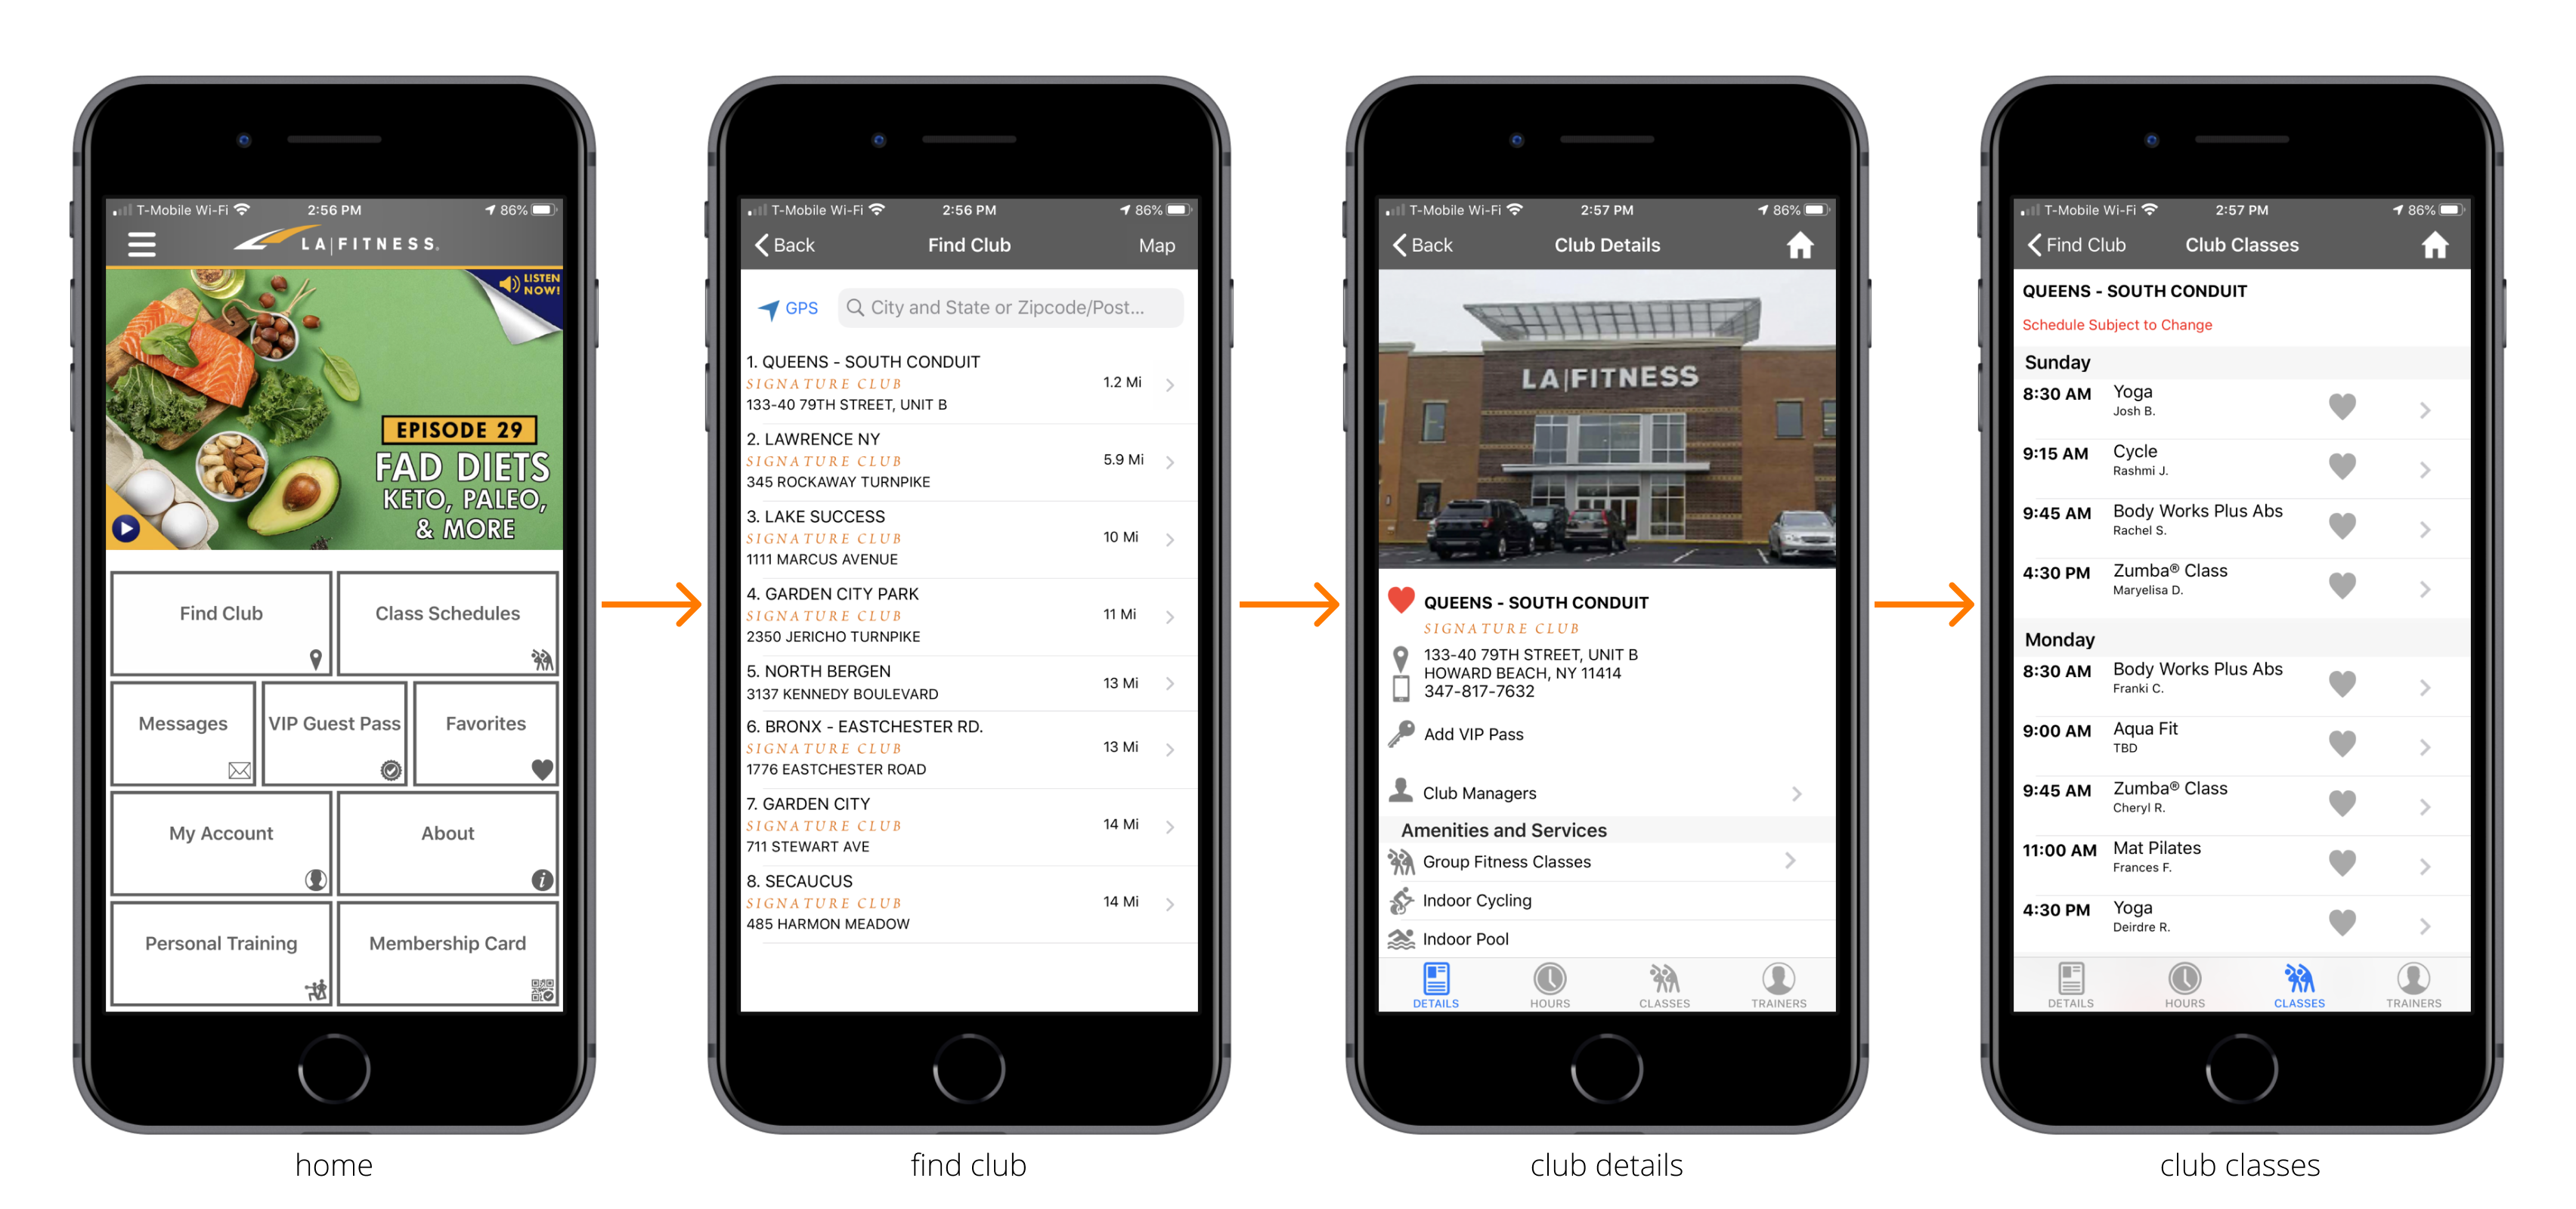 T-Mobile Wi-Fi 2:56 PM 86%
LA|FITNESS.
LISTEN
NOW!
EPISODE 29
FAD DIETS
KETO, PALEO,
& MORE
Find Club Class Schedules
Messages VIP Guest Pass Favorites
My Account About
Personal Training Membership Card
home
T-Mobile Wi-Fi 2:56 PM 86%
Back Find Club Map
GPS City and State or Zipcode/Post...
1. QUEENS - SOUTH CONDUIT
SIGNATURE CLUB 1.2 Mi
133-40 79TH STREET, UNIT B
2. LAWRENCE NY
SIGNATURE CLUB 5.9 Mi
345 ROCKAWAY TURNPIKE
3. LAKE SUCCESS
SIGNATURE CLUB 10 Mi
1111 MARCUS AVENUE
4. GARDEN CITY PARK
SIGNATURE CLUB 11 Mi
2350 JERICHO TURNPIKE
5. NORTH BERGEN 13 Mi
3137 KENNEDY BOULEVARD
6. BRONX - EASTCHESTER RD.
SIGNATURE CLUB 13 Mi
1776 EASTCHESTER ROAD
7. GARDEN CITY
SIGNATURE CLUB 14 Mi
711 STEWART AVE
8. SECAUCUS
SIGNATURE CLUB 14 Mi
485 HARMON MEADOW
find club
T-Mobile Wi-Fi 2:57 PM 86%
Back Club Details
LA|FITNESS
QUEENS - SOUTH CONDUIT
SIGNATURE CLUB
133-40 79TH STREET, UNIT B
HOWARD BEACH, NY 11414
347-817-7632
Add VIP Pass
Club Managers
Amenities and Services
Group Fitness Classes
Indoor Cycling
Indoor Pool
DETAILS HOURS CLASSES TRAINERS
club details
T-Mobile Wi-Fi 2:57 PM 86%
Find Club Club Classes
QUEENS - SOUTH CONDUIT
Schedule Subject to Change
Sunday
8:30 AM Yoga
Josh B.
9:15 AM Cycle
Rashmi J.
9:45 AM Body Works Plus Abs
Rachel S.
4:30 PM Zumba® Class
Maryelisa D.
Monday
8:30 AM Body Works Plus Abs
Franki C.
9:00 AM Aqua Fit
TBD
9:45 AM Zumba® Class
Cheryl R.
11:00 AM Mat Pilates
Frances F.
4:30 PM Yoga
Deirdre R.
DETAILS HOURS CLASSES TRAINERS
club classes